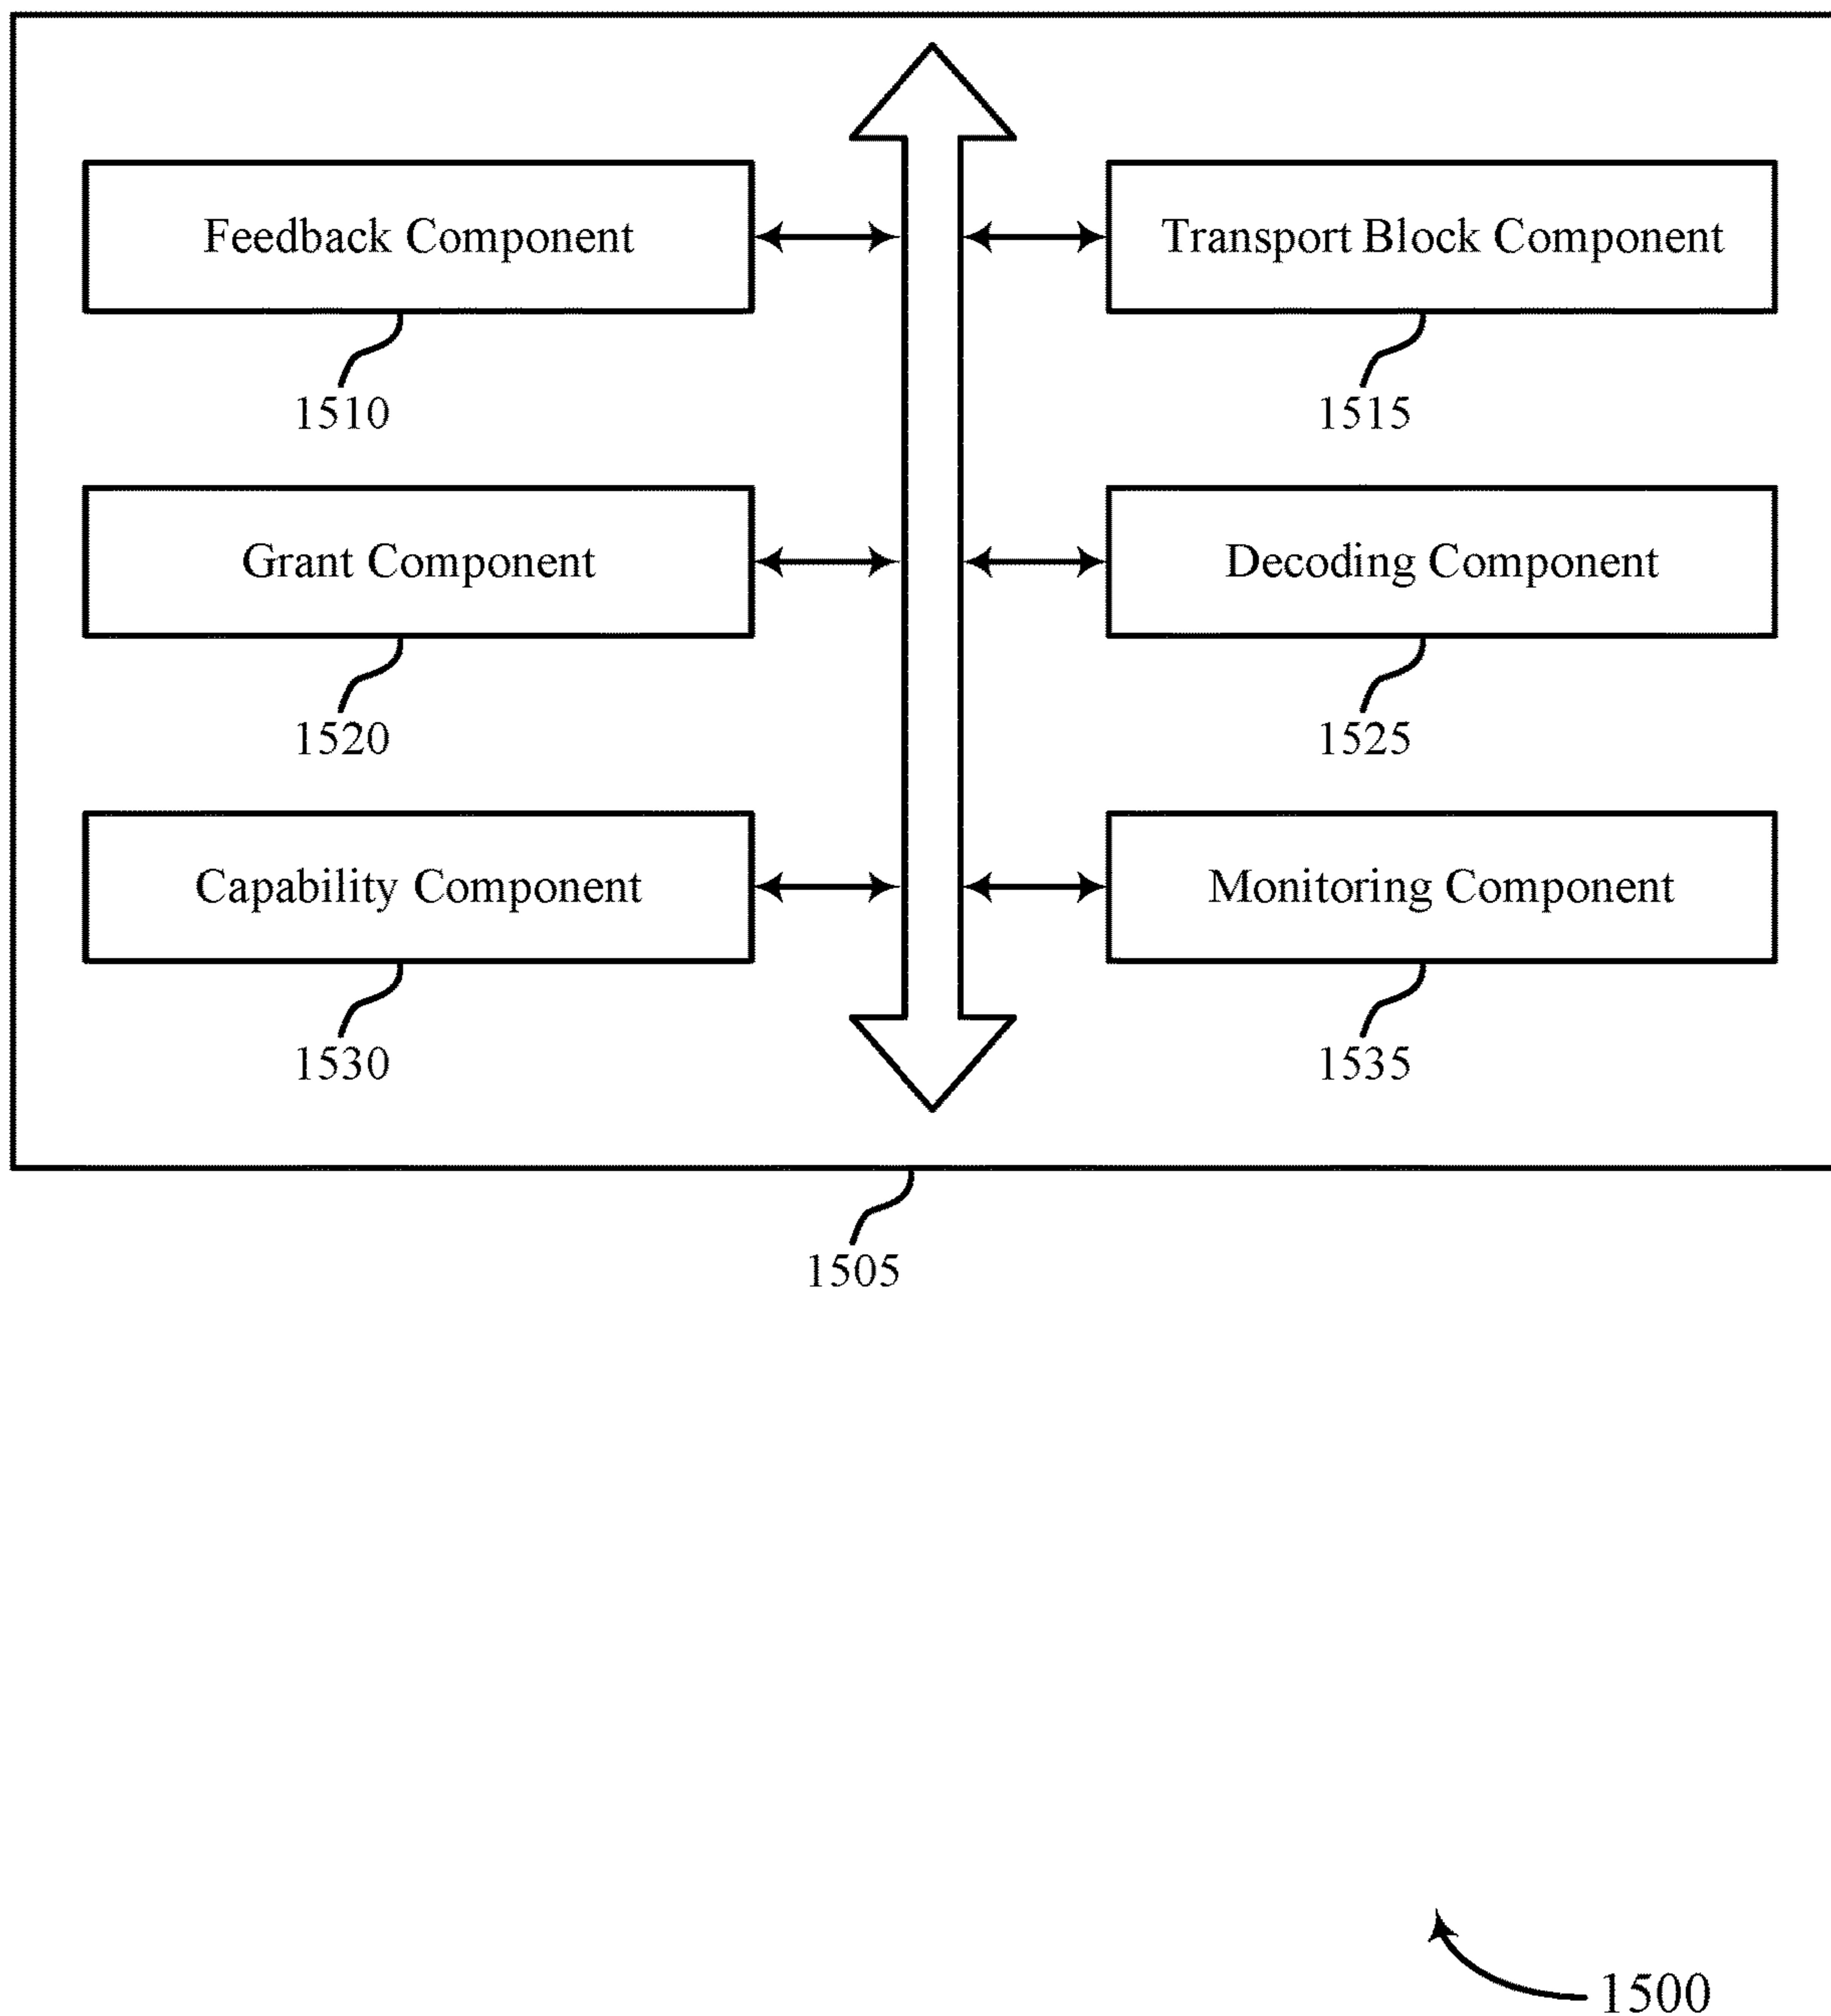 Feedback Component
Transport Block Component
1510
1515
Grant Component
Decoding Component
1520
1525
Capability Component
Monitoring Component
1530
1535
1505
1500